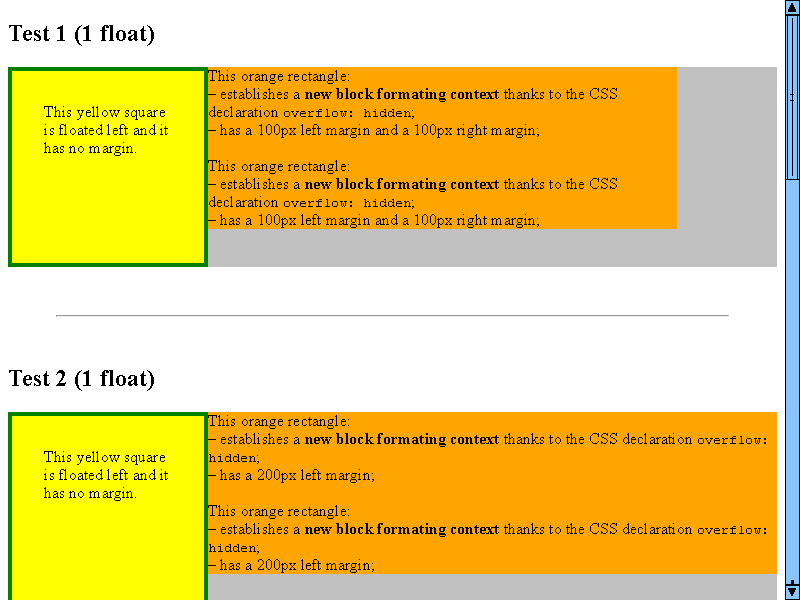 Test 1 (1 float)
This yellow square
is floated left and it
has no margin.
This orange rectangle:
– establishes a new block formating context thanks to the CSS
declaration overflow: hidden;
– has a 100px left margin and a 100px right margin;
This orange rectangle:
– establishes a new block formating context thanks to the CSS
declaration overflow: hidden;
– has a 100px left margin and a 100px right margin;
Test 2 (1 float)
This yellow square
is floated left and it
has no margin.
This orange rectangle:
– establishes a new block formating context thanks to the CSS declaration overflow:
hidden;
– has a 200px left margin;
This orange rectangle:
– establishes a new block formating context thanks to the CSS declaration overflow:
hidden;
– has a 200px left margin;